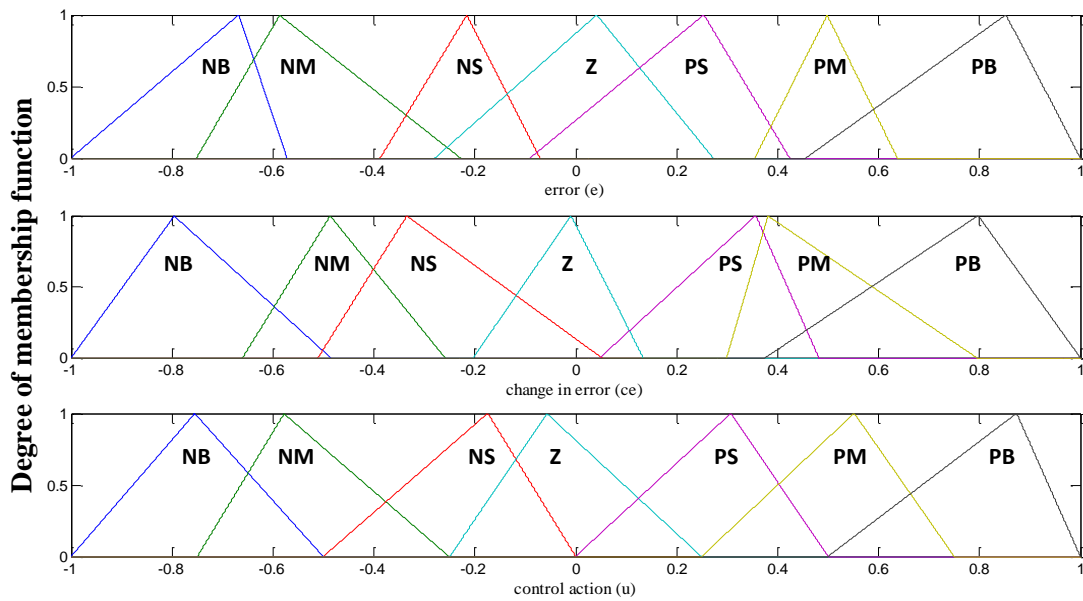 Degree of membership function
1
0.5
0
NB NM NS Z PS PM PB
-1 -0.8 -0.6 -0.4 -0.2 0 0.2 0.4 0.6 0.8 1
error (e)
1
0.5
0
NB NM NS Z PS PM PB
-1 -0.8 -0.6 -0.4 -0.2 0 0.2 0.4 0.6 0.8 1
change in error (ce)
1
0.5
0
NB NM NS Z PS PM PB
-1 -0.8 -0.6 -0.4 -0.2 0 0.2 0.4 0.6 0.8 1
control action (u)